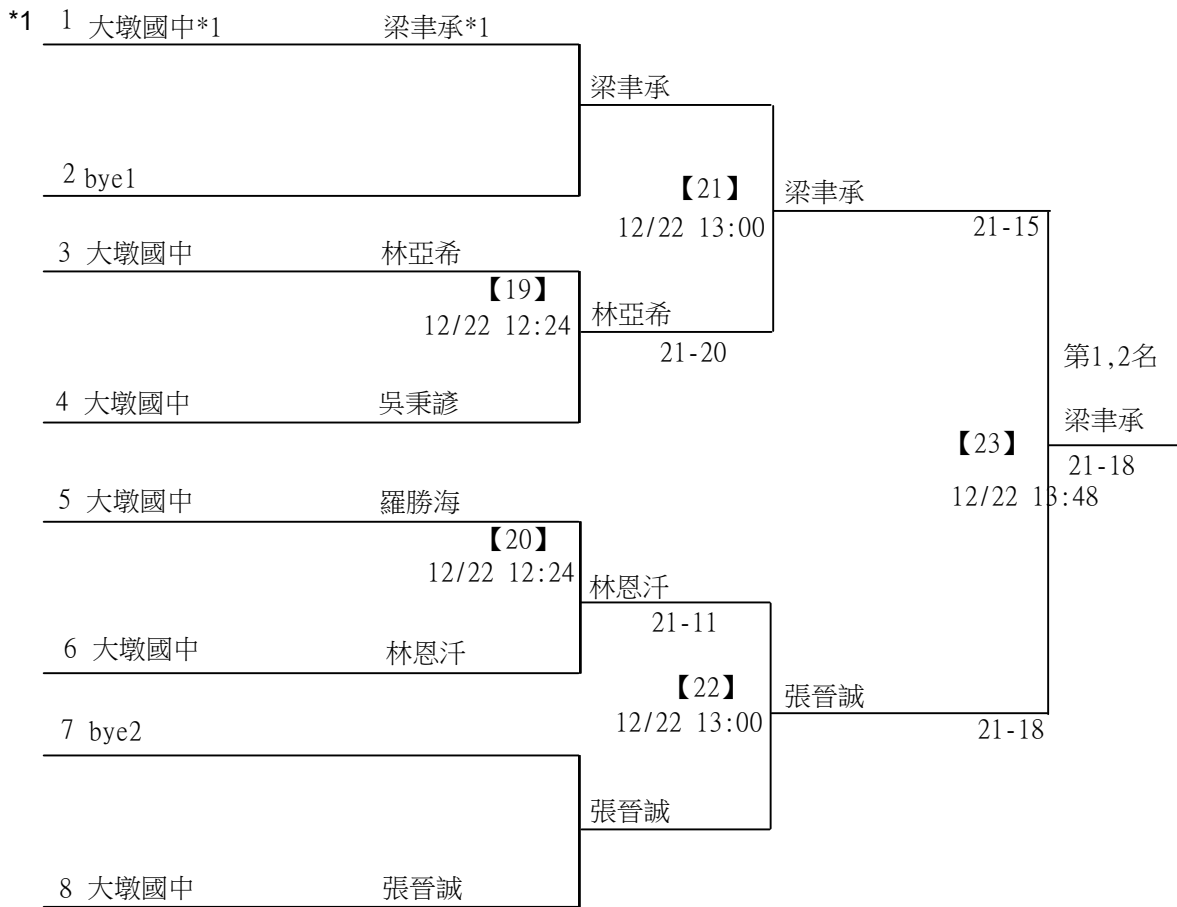 *1 1 大墩國中*1 梁聿承*1
梁聿承
2 bye1
【21】
梁聿承
12/22 13:00
21-15
3 大墩國中 林亞希
【19】
12/22 12:24
林亞希
21-20
第1,2名
4 大墩國中 吳秉諺
梁聿承
【23】
21-18
12/22 13:48
5 大墩國中 羅勝海
【20】
12/22 12:24
林恩汘
21-11
6 大墩國中 林恩汘
【22】
張晉誠
12/22 13:00
21-18
7 bye2
張晉誠
8 大墩國中 張晉誠